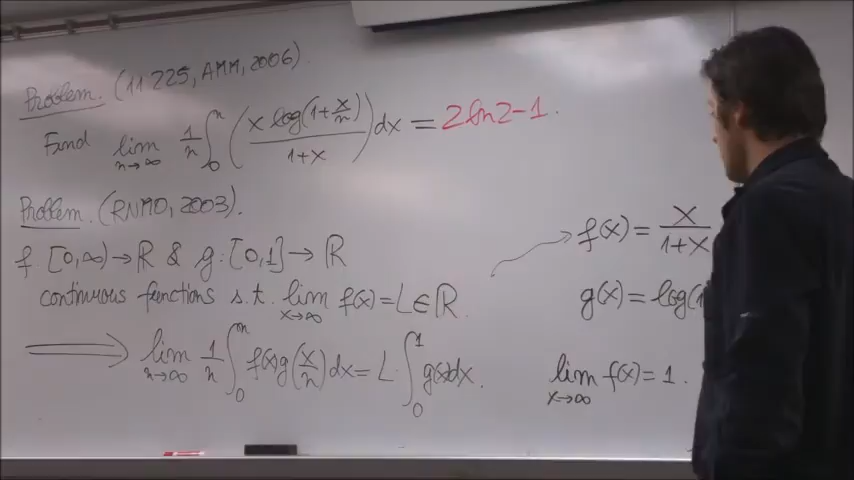 Problem. (11225, AMM, 2006).
Find lim n→∞ 1/n ∫₀ⁿ (x log(1+x/n) / 1+x) dx = 2ln2-1.
Problem. (RNMO, 2003).
f [0,∞)→ℝ & g: [0,1]→ℝ
continuous functions s.t. lim x→∞ f(x)=L∈ℝ.
⟹ lim n→∞ 1/n ∫₀ⁿ f(x)g(x/n)dx = L·∫₀¹ g(x)dx.
f(x)= x/1+x
g(x)= log(1
lim x→∞ f(x)=1.